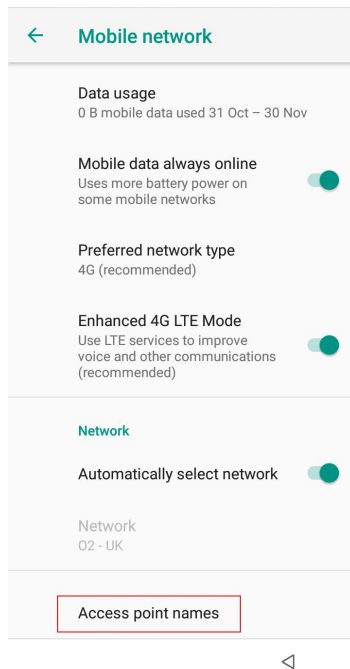 Mobile network
Data usage
0 B mobile data used 31 Oct – 30 Nov
Mobile data always online
Uses more battery power on
some mobile networks
Preferred network type
4G (recommended)
Enhanced 4G LTE Mode
Use LTE services to improve
voice and other communications
(recommended)
Network
Automatically select network
Network
O2 - UK
Access point names